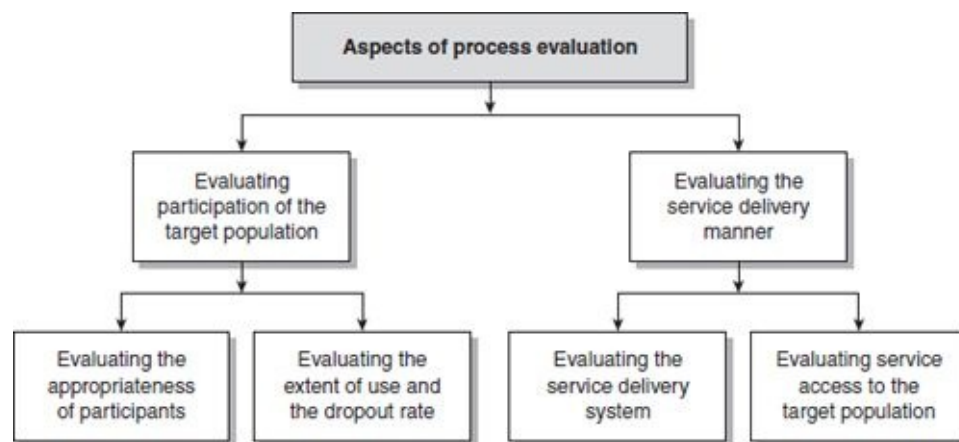 Aspects of process evaluation
Evaluating
participation of the
target population
Evaluating the
service delivery
manner
Evaluating the
appropriateness
of participants
Evaluating the
extent of use and
the dropout rate
Evaluating the
service delivery
system
Evaluating service
access to the
target population